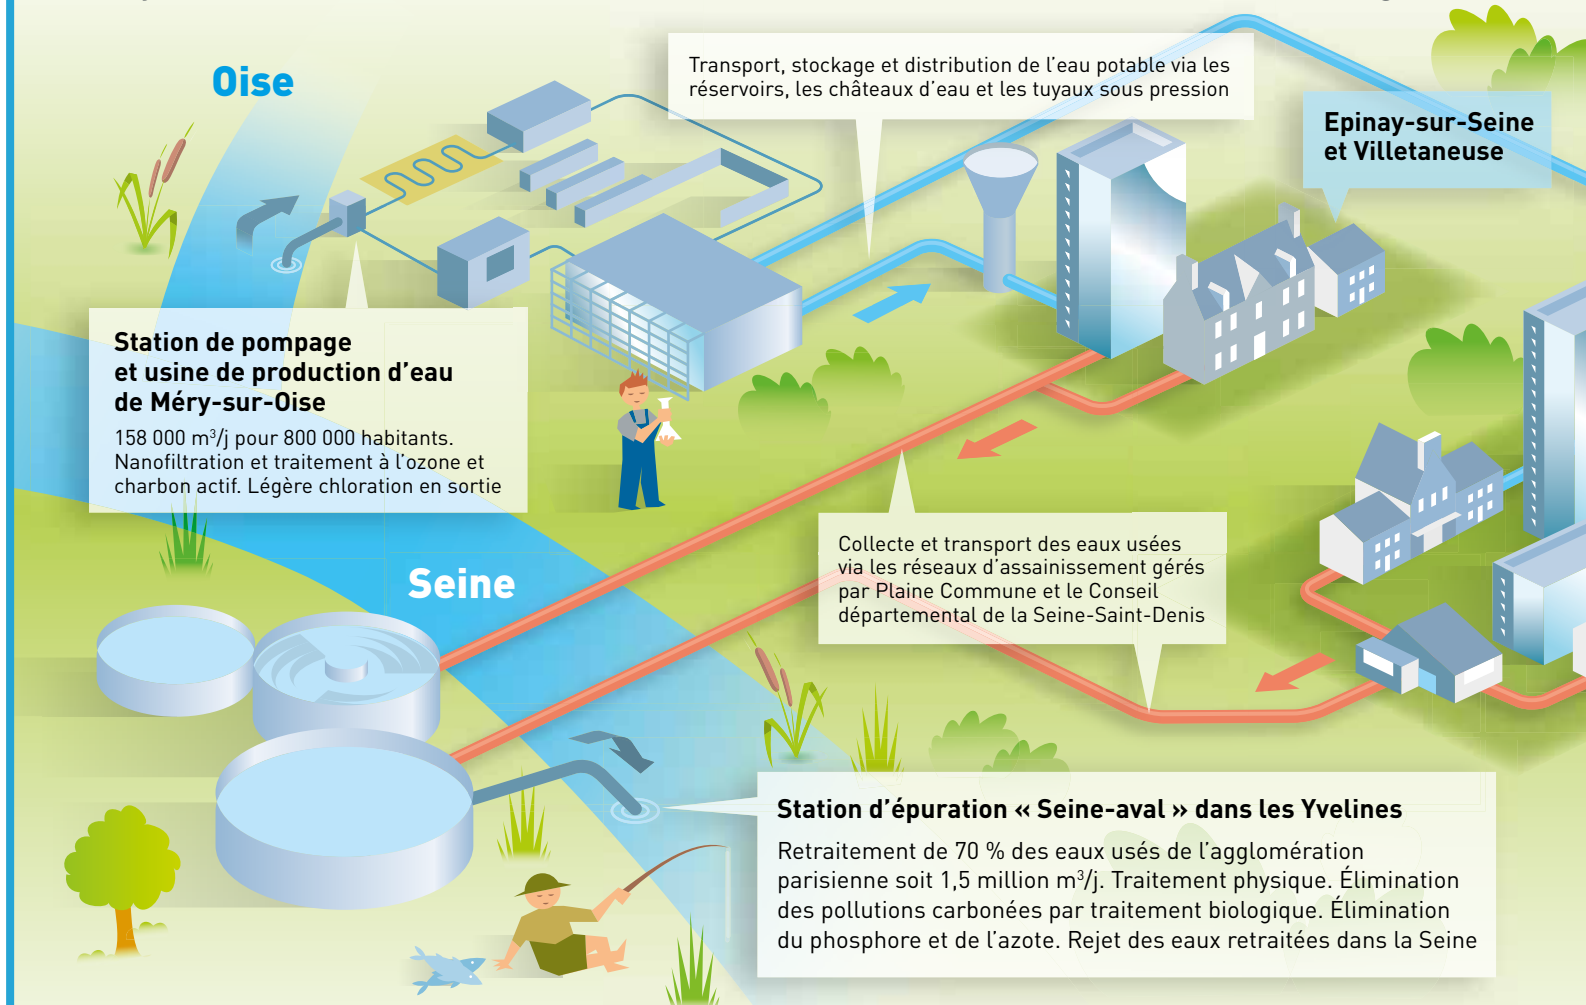 Oise
Transport, stockage et distribution de l'eau potable via les
réservoirs, les châteaux d'eau et les tuyaux sous pression
Epinay-sur-Seine
et Villetaneuse
Station de pompage
et usine de production d'eau
de Méry-sur-Oise
158 000 m³/j pour 800 000 habitants.
Nanofiltration et traitement à l'ozone et
charbon actif. Légère chloration en sortie
Collecte et transport des eaux usées
via les réseaux d'assainissement gérés
par Plaine Commune et le Conseil
départemental de la Seine-Saint-Denis
Seine
Station d'épuration « Seine-aval » dans les Yvelines
Retraitement de 70 % des eaux usés de l'agglomération
parisienne soit 1,5 million m³/j. Traitement physique. Élimination
des pollutions carbonées par traitement biologique. Élimination
du phosphore et de l'azote. Rejet des eaux retraitées dans la Seine